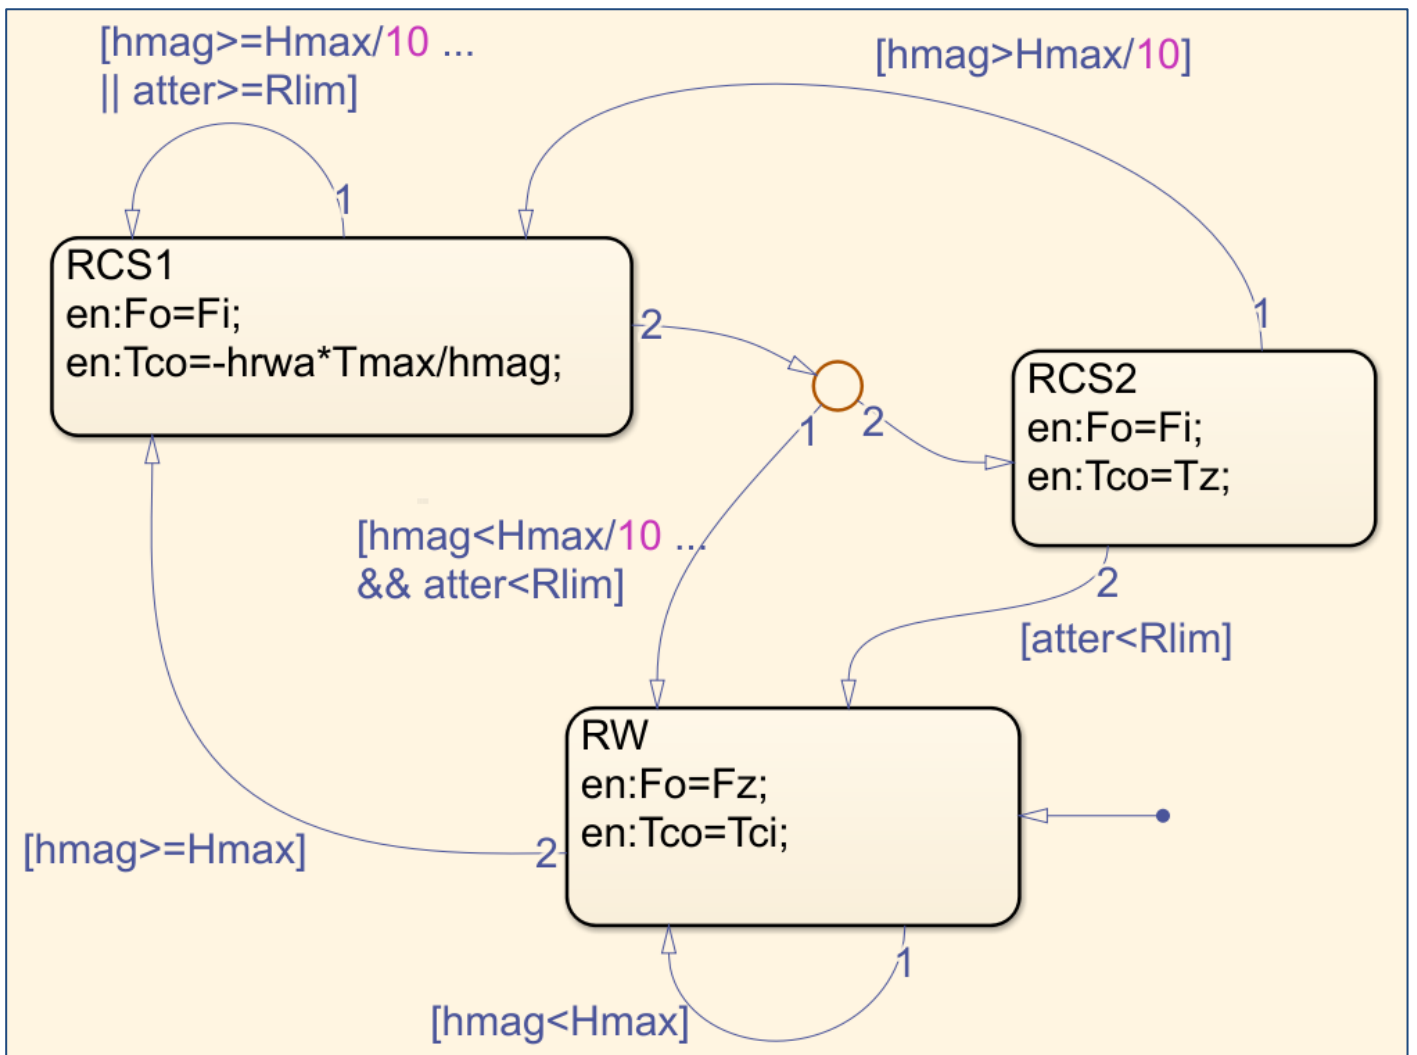 [hmag>=Hmax/10 ...
|| atter>=Rlim]
[hmag>Hmax/10]
1
RCS1
en:Fo=Fi;
en:Tco=-hrwa*Tmax/hmag;
2
1
RCS2
en:Fo=Fi;
en:Tco=Tz;
1
2
[hmag<Hmax/10 ...
&& atter<Rlim]
2
[atter<Rlim]
RW
en:Fo=Fz;
en:Tco=Tci;
[hmag>=Hmax]
2
1
[hmag<Hmax]